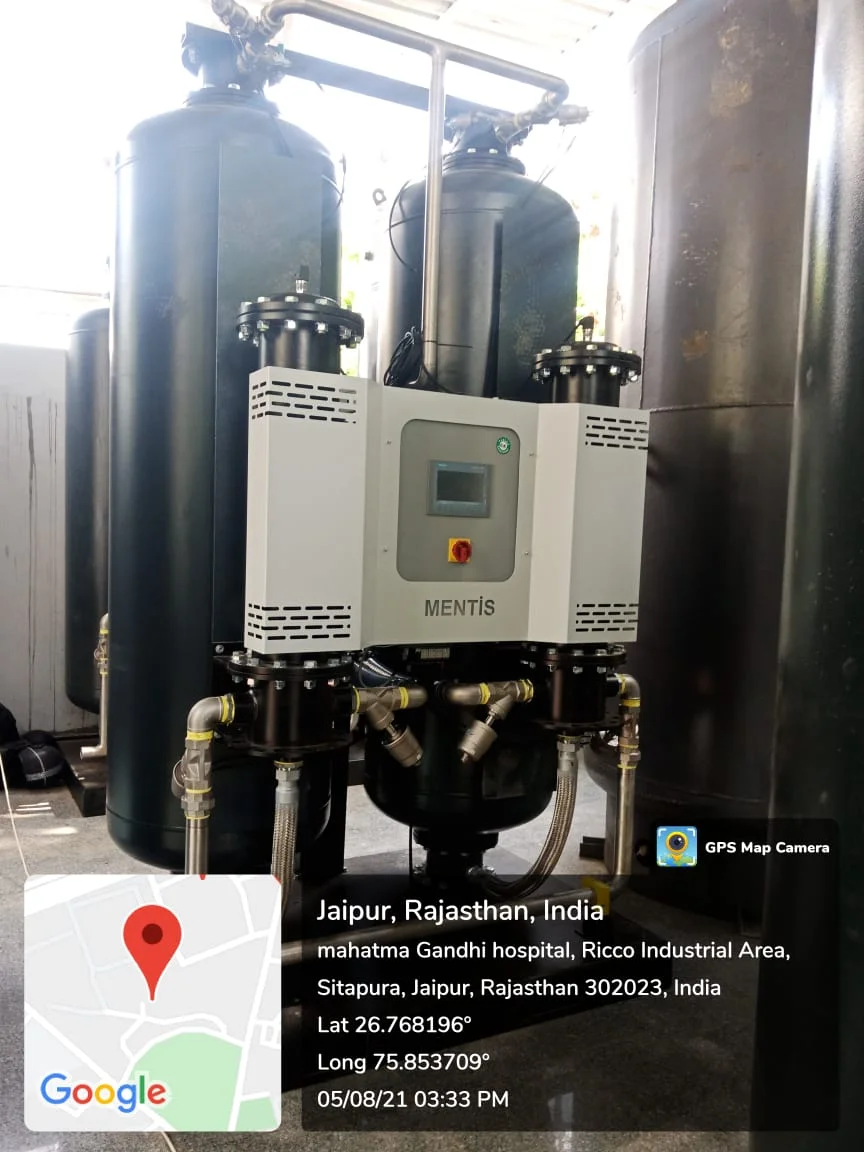 MENTİS
GPS Map Camera
Jaipur, Rajasthan, India
mahatma Gandhi hospital, Ricco Industrial Area,
Sitapura, Jaipur, Rajasthan 302023, India
Lat 26.768196°
Long 75.853709°
05/08/21 03:33 PM
Google